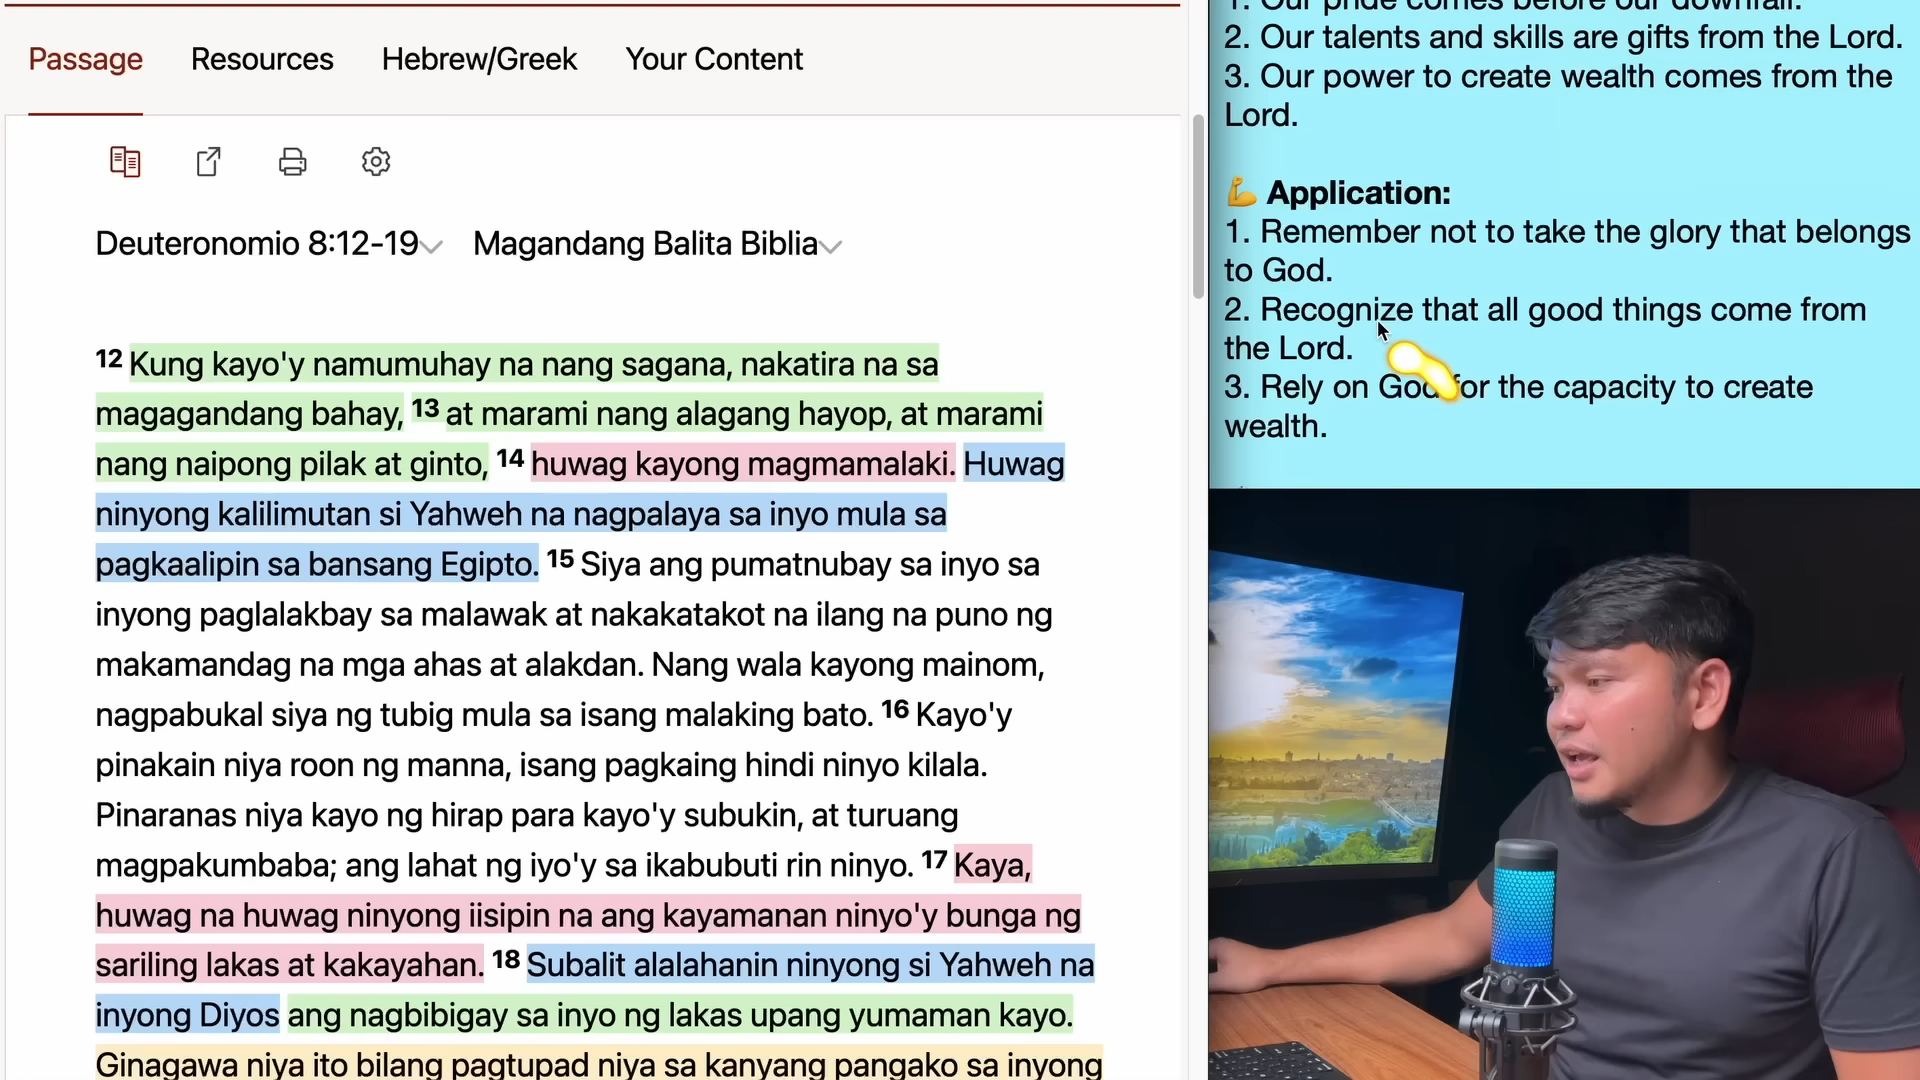 Passage Resources Hebrew/Greek Your Content
Deuteronomio 8:12-19 Magandang Balita Biblia
12 Kung kayo'y namumuhay na nang sagana, nakatira na sa
magagandang bahay, 13 at marami nang alagang hayop, at marami
nang naipong pilak at ginto, 14 huwag kayong magmamalaki. Huwag
ninyong kalilimutan si Yahweh na nagpalaya sa inyo mula sa
pagkaalipin sa bansang Egipto. 15 Siya ang pumatnubay sa inyo sa
inyong paglalakbay sa malawak at nakakatakot na ilang na puno ng
makamandag na mga ahas at alakdan. Nang wala kayong mainom,
nagpabukal siya ng tubig mula sa isang malaking bato. 16 Kayo'y
pinakain niya roon ng manna, isang pagkaing hindi ninyo kilala.
Pinaranas niya kayo ng hirap para kayo'y subukin, at turuang
magpakumbaba; ang lahat ng iyo'y sa ikabubuti rin ninyo. 17 Kaya,
huwag na huwag ninyong iisipin na ang kayamanan ninyo'y bunga ng
sariling lakas at kakayahan. 18 Subalit alalahanin ninyong si Yahweh na
inyong Diyos ang nagbibigay sa inyo ng lakas upang yumaman kayo.
Ginagawa niya ito bilang pagtupad niya sa kanyang pangako sa inyong
1. Our pride comes before our downfall.
2. Our talents and skills are gifts from the Lord.
3. Our power to create wealth comes from the
Lord.
💪 Application:
1. Remember not to take the glory that belongs
to God.
2. Recognize that all good things come from
the Lord.
3. Rely on God for the capacity to create
wealth.